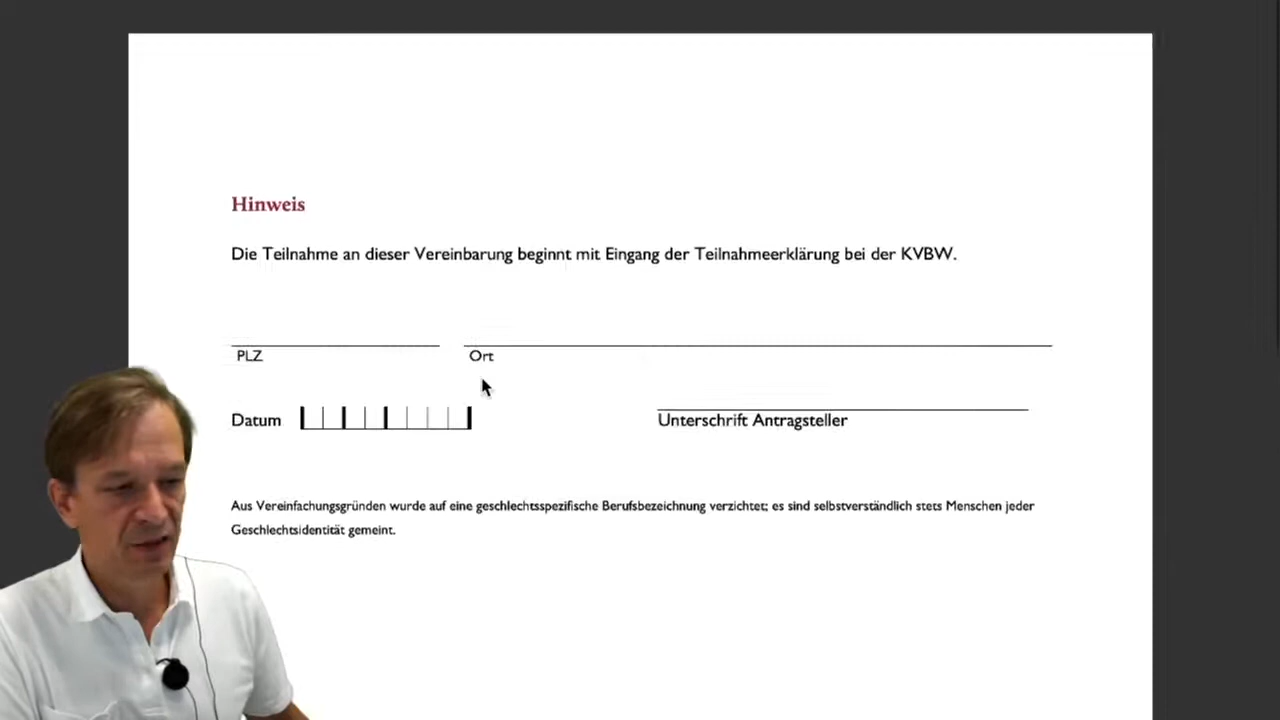 Hinweis
Die Teilnahme an dieser Vereinbarung beginnt mit Eingang der Teilnahmeerklärung bei der KVBW.
PLZ Ort
Datum Unterschrift Antragsteller
Aus Vereinfachungsgründen wurde auf eine geschlechtsspezifische Berufsbezeichnung verzichtet; es sind selbstverständlich stets Menschen jeder
Geschlechtsidentität gemeint.